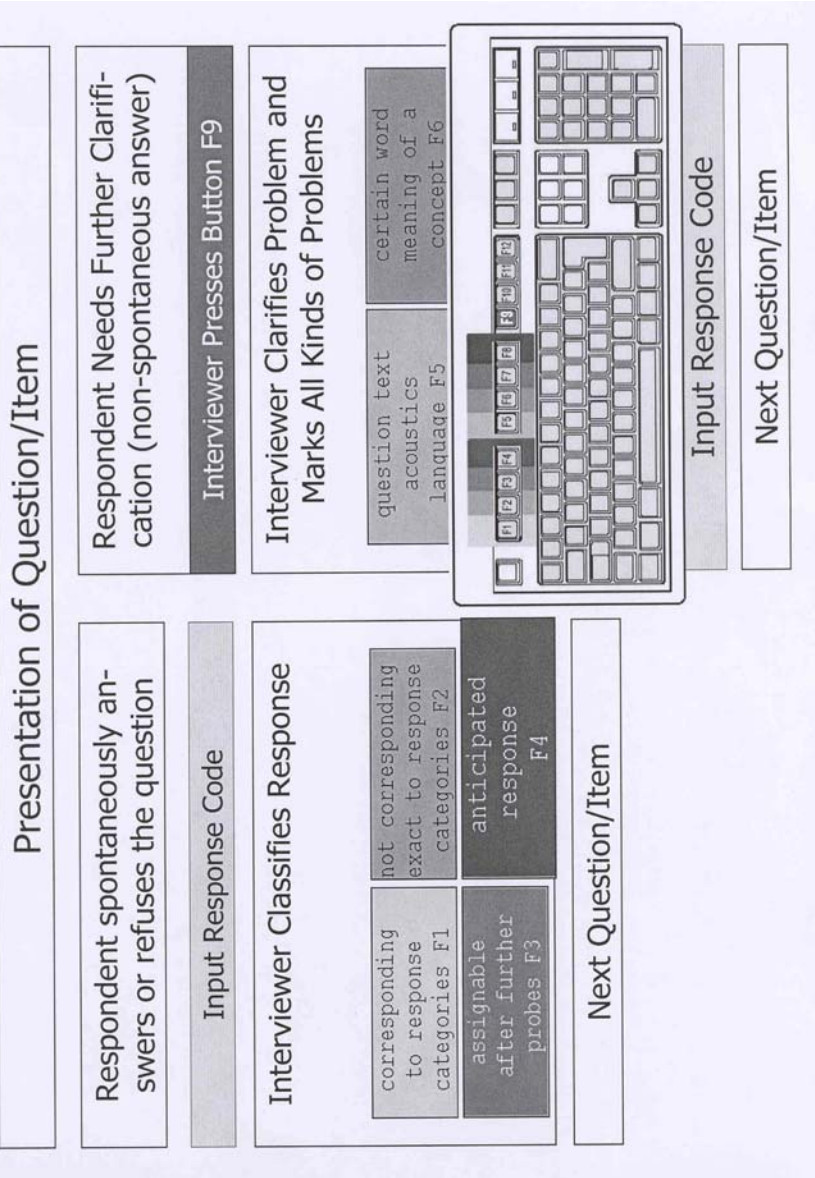 Presentation of Question/Item
Respondent spontaneously an-
swers or refuses the question
Input Response Code
Interviewer Classifies Response
corresponding
to response
categories F1
not corresponding
exact to response
categories F2
assignable
after further
probes F3
anticipated
response
F4
Next Question/Item
Respondent Needs Further Clarifi-
cation (non-spontaneous answer)
Interviewer Presses Button F9
Interviewer Clarifies Problem and
Marks All Kinds of Problems
question text
acoustics
language F5
certain word
meaning of a
concept F6
F1 F2 F3 F4 F5 F6 F7 F8 F9 F10 F11 F12
Input Response Code
Next Question/Item